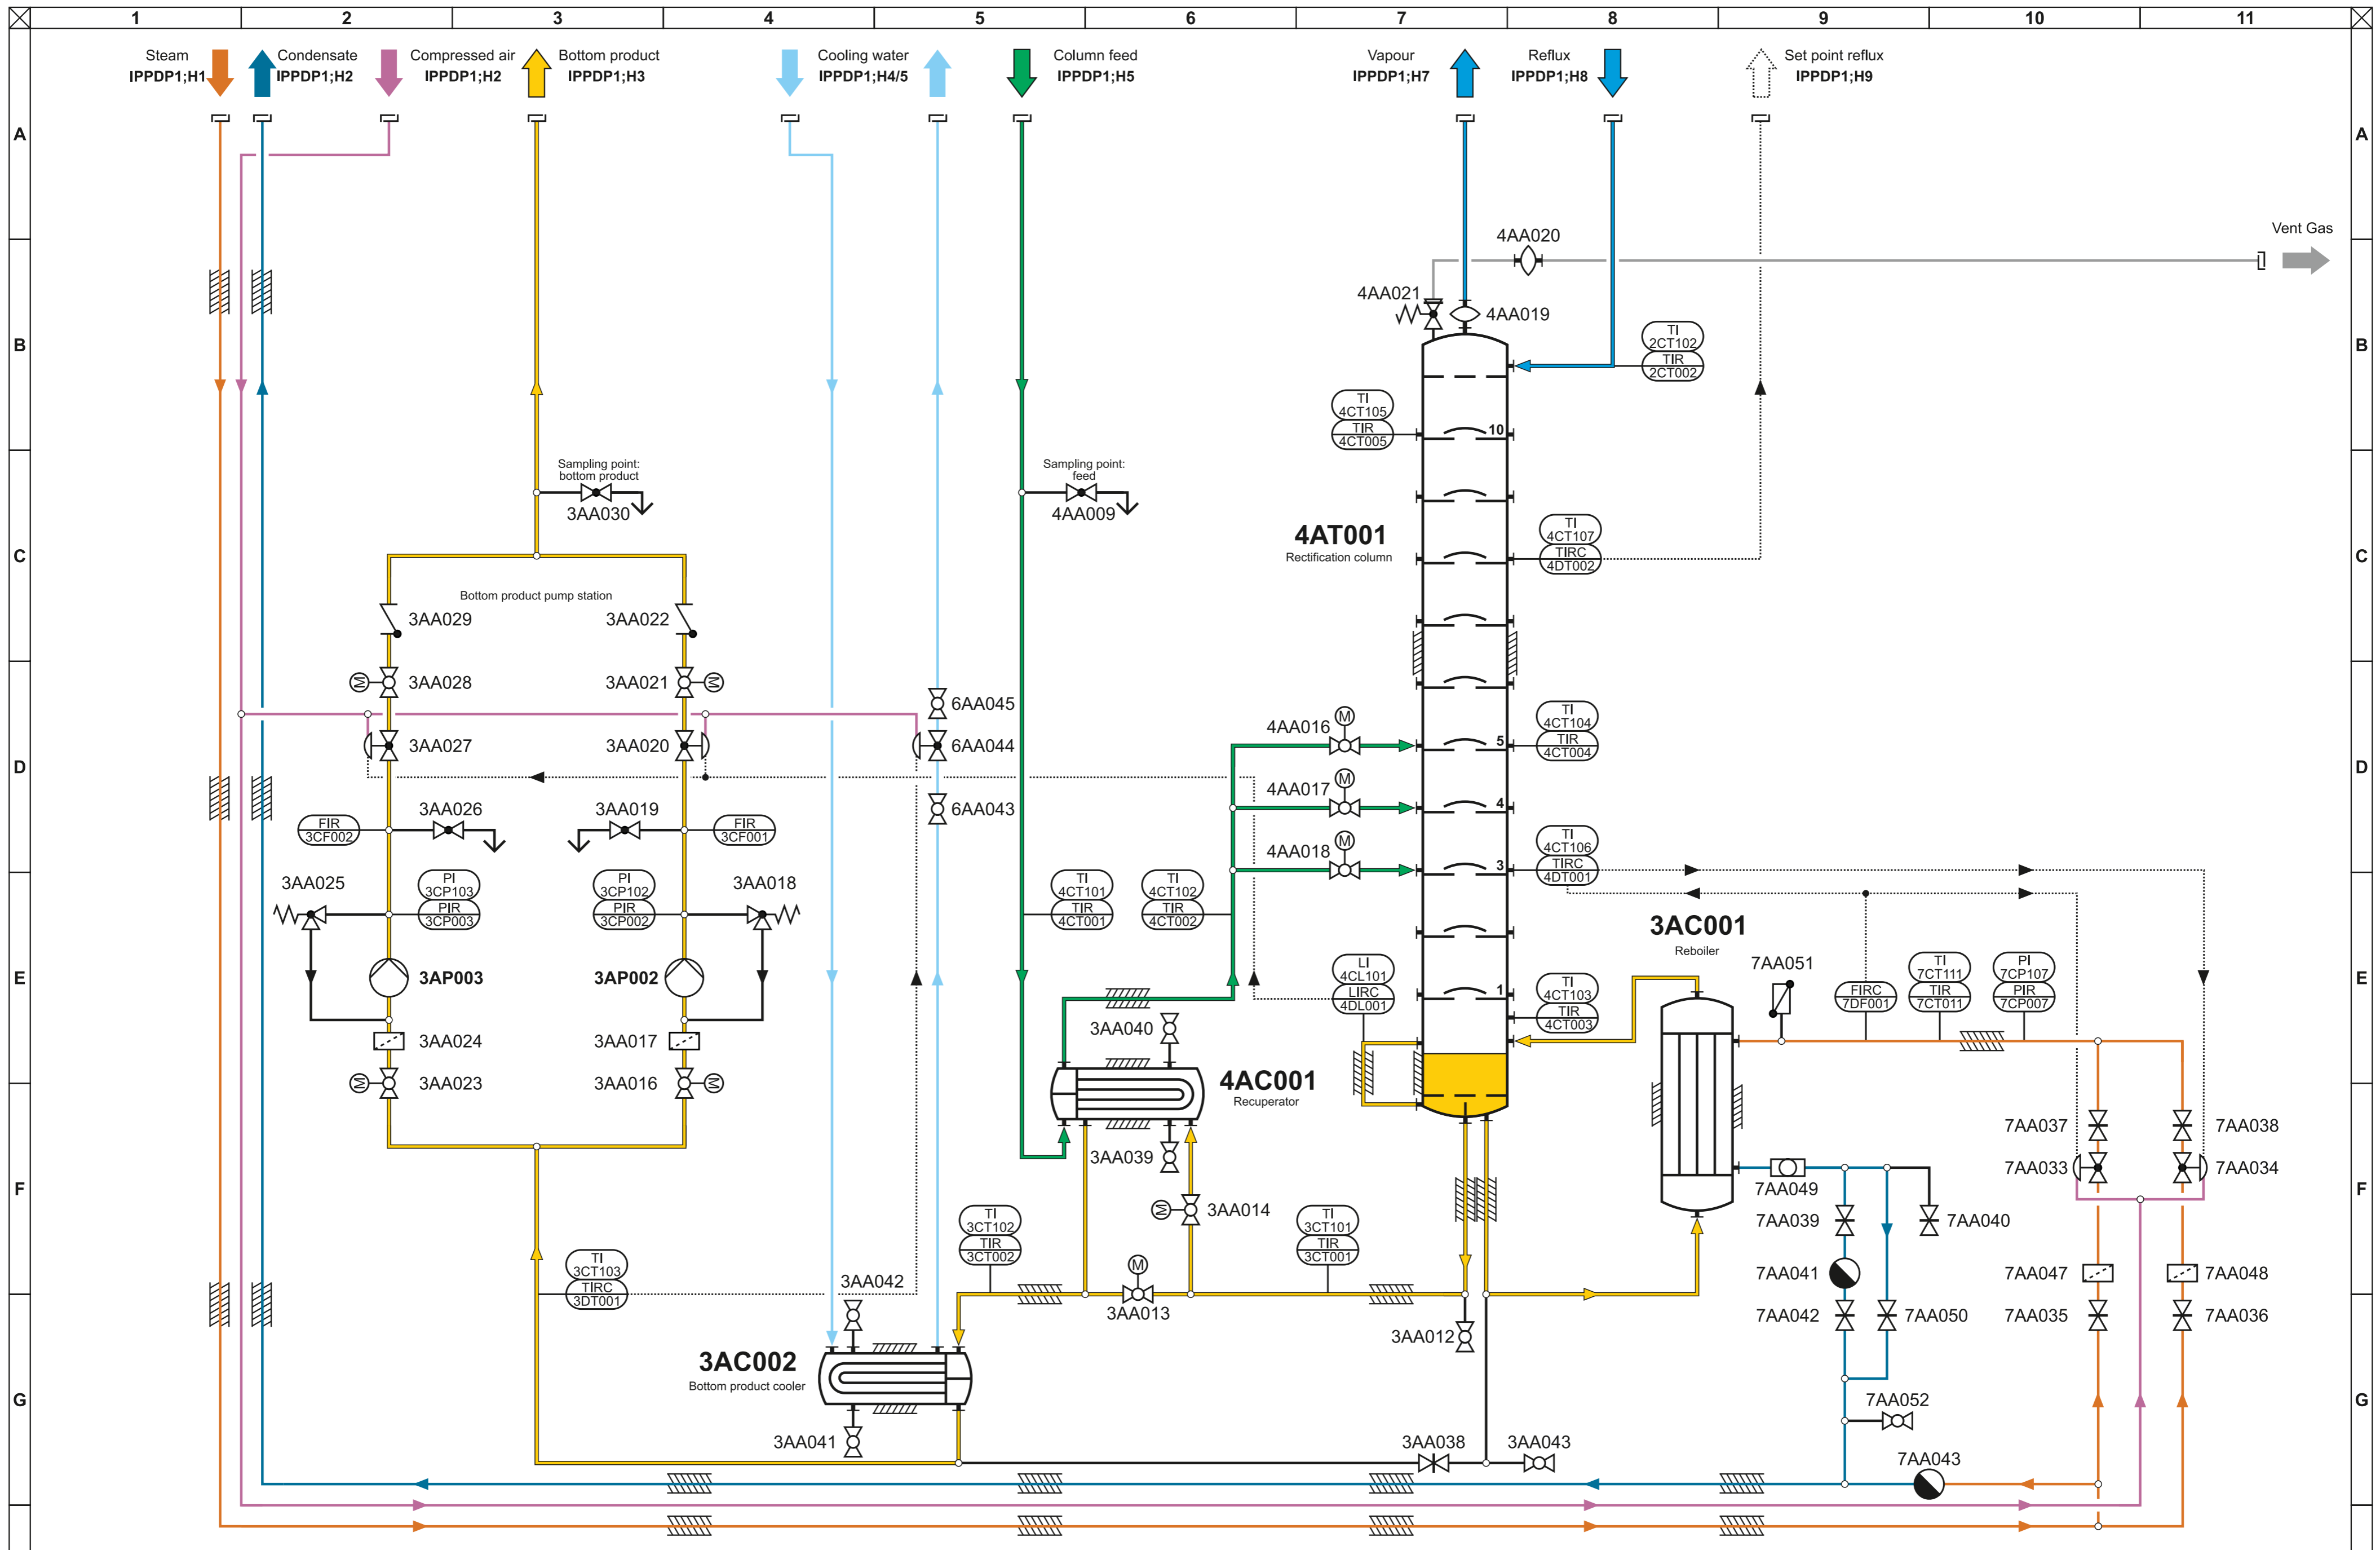 1 2 3 4 5 6 7 8 9 10 11
Steam
IPPDP1;H1
Condensate
IPPDP1;H2
Compressed air
IPPDP1;H2
Bottom product
IPPDP1;H3
Cooling water
IPPDP1;H4/5
Column feed
IPPDP1;H5
Vapour
IPPDP1;H7
Reflux
IPPDP1;H8
Set point reflux
IPPDP1;H9
A A
Vent Gas
4AA020
4AA021
4AA019
B B
TI
2CT102
TIR
2CT002
TI
4CT105
TIR
4CT005
10
Sampling point:
bottom product
3AA030
Sampling point:
feed
4AA009
4AT001
Rectification column
TI
4CT107
TIRC
4DT002
C C
Bottom product pump station
3AA029
3AA022
M 3AA028
3AA021 M
6AA045
3AA027
3AA020
6AA044
6AA043
4AA016
M
5
TI
4CT104
TIR
4CT004
D D
4AA017
M
4
FIR
3CF002
3AA026
3AA019
FIR
3CF001
4AA018
M
3
TI
4CT106
TIRC
4DT001
3AA025
PI
3CP103
PIR
3CP003
PI
3CP102
PIR
3CP002
3AA018
TI
4CT101
TIR
4CT001
TI
4CT102
TIR
4CT002
3AC001
Reboiler
E E
3AP003
3AP002
LI
4CL101
LIRC
4DL001
1
TI
4CT103
TIR
4CT003
7AA051
FIRC
7DF001
TI
7CT111
TIR
7CT011
PI
7CP107
PIR
7CP007
3AA024
3AA017
3AA040
M 3AA023
3AA016 M
4AC001
Recuperator
3AA039
7AA037
7AA038
7AA033
7AA034
F F
7AA049
M 3AA014
TI
3CT102
TIR
3CT002
TI
3CT101
TIR
3CT001
7AA039
7AA040
TI
3CT103
TIRC
3DT001
3AA042
M
3AA013
7AA041
7AA047
7AA048
3AA012
7AA042
7AA050
7AA035
7AA036
3AC002
Bottom product cooler
G G
7AA052
3AA041
3AA038
3AA043
7AA043